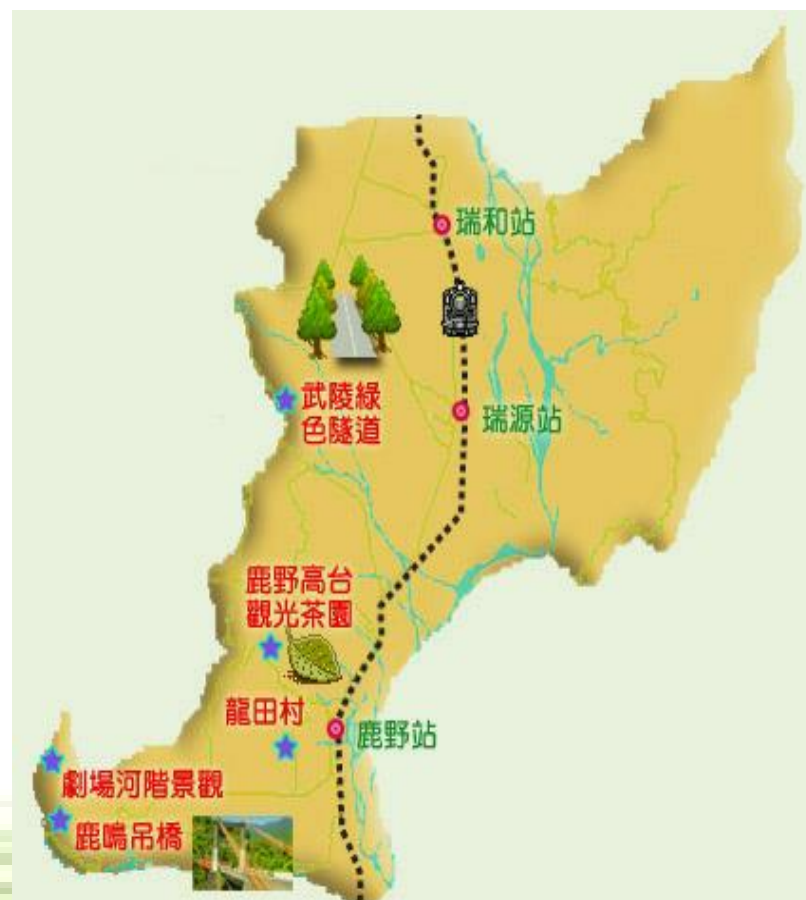 瑞和站
武陵綠
色隧道
瑞源站
鹿野高台
觀光茶園
龍田村
鹿野站
劇場河階景觀
鹿鳴吊橋